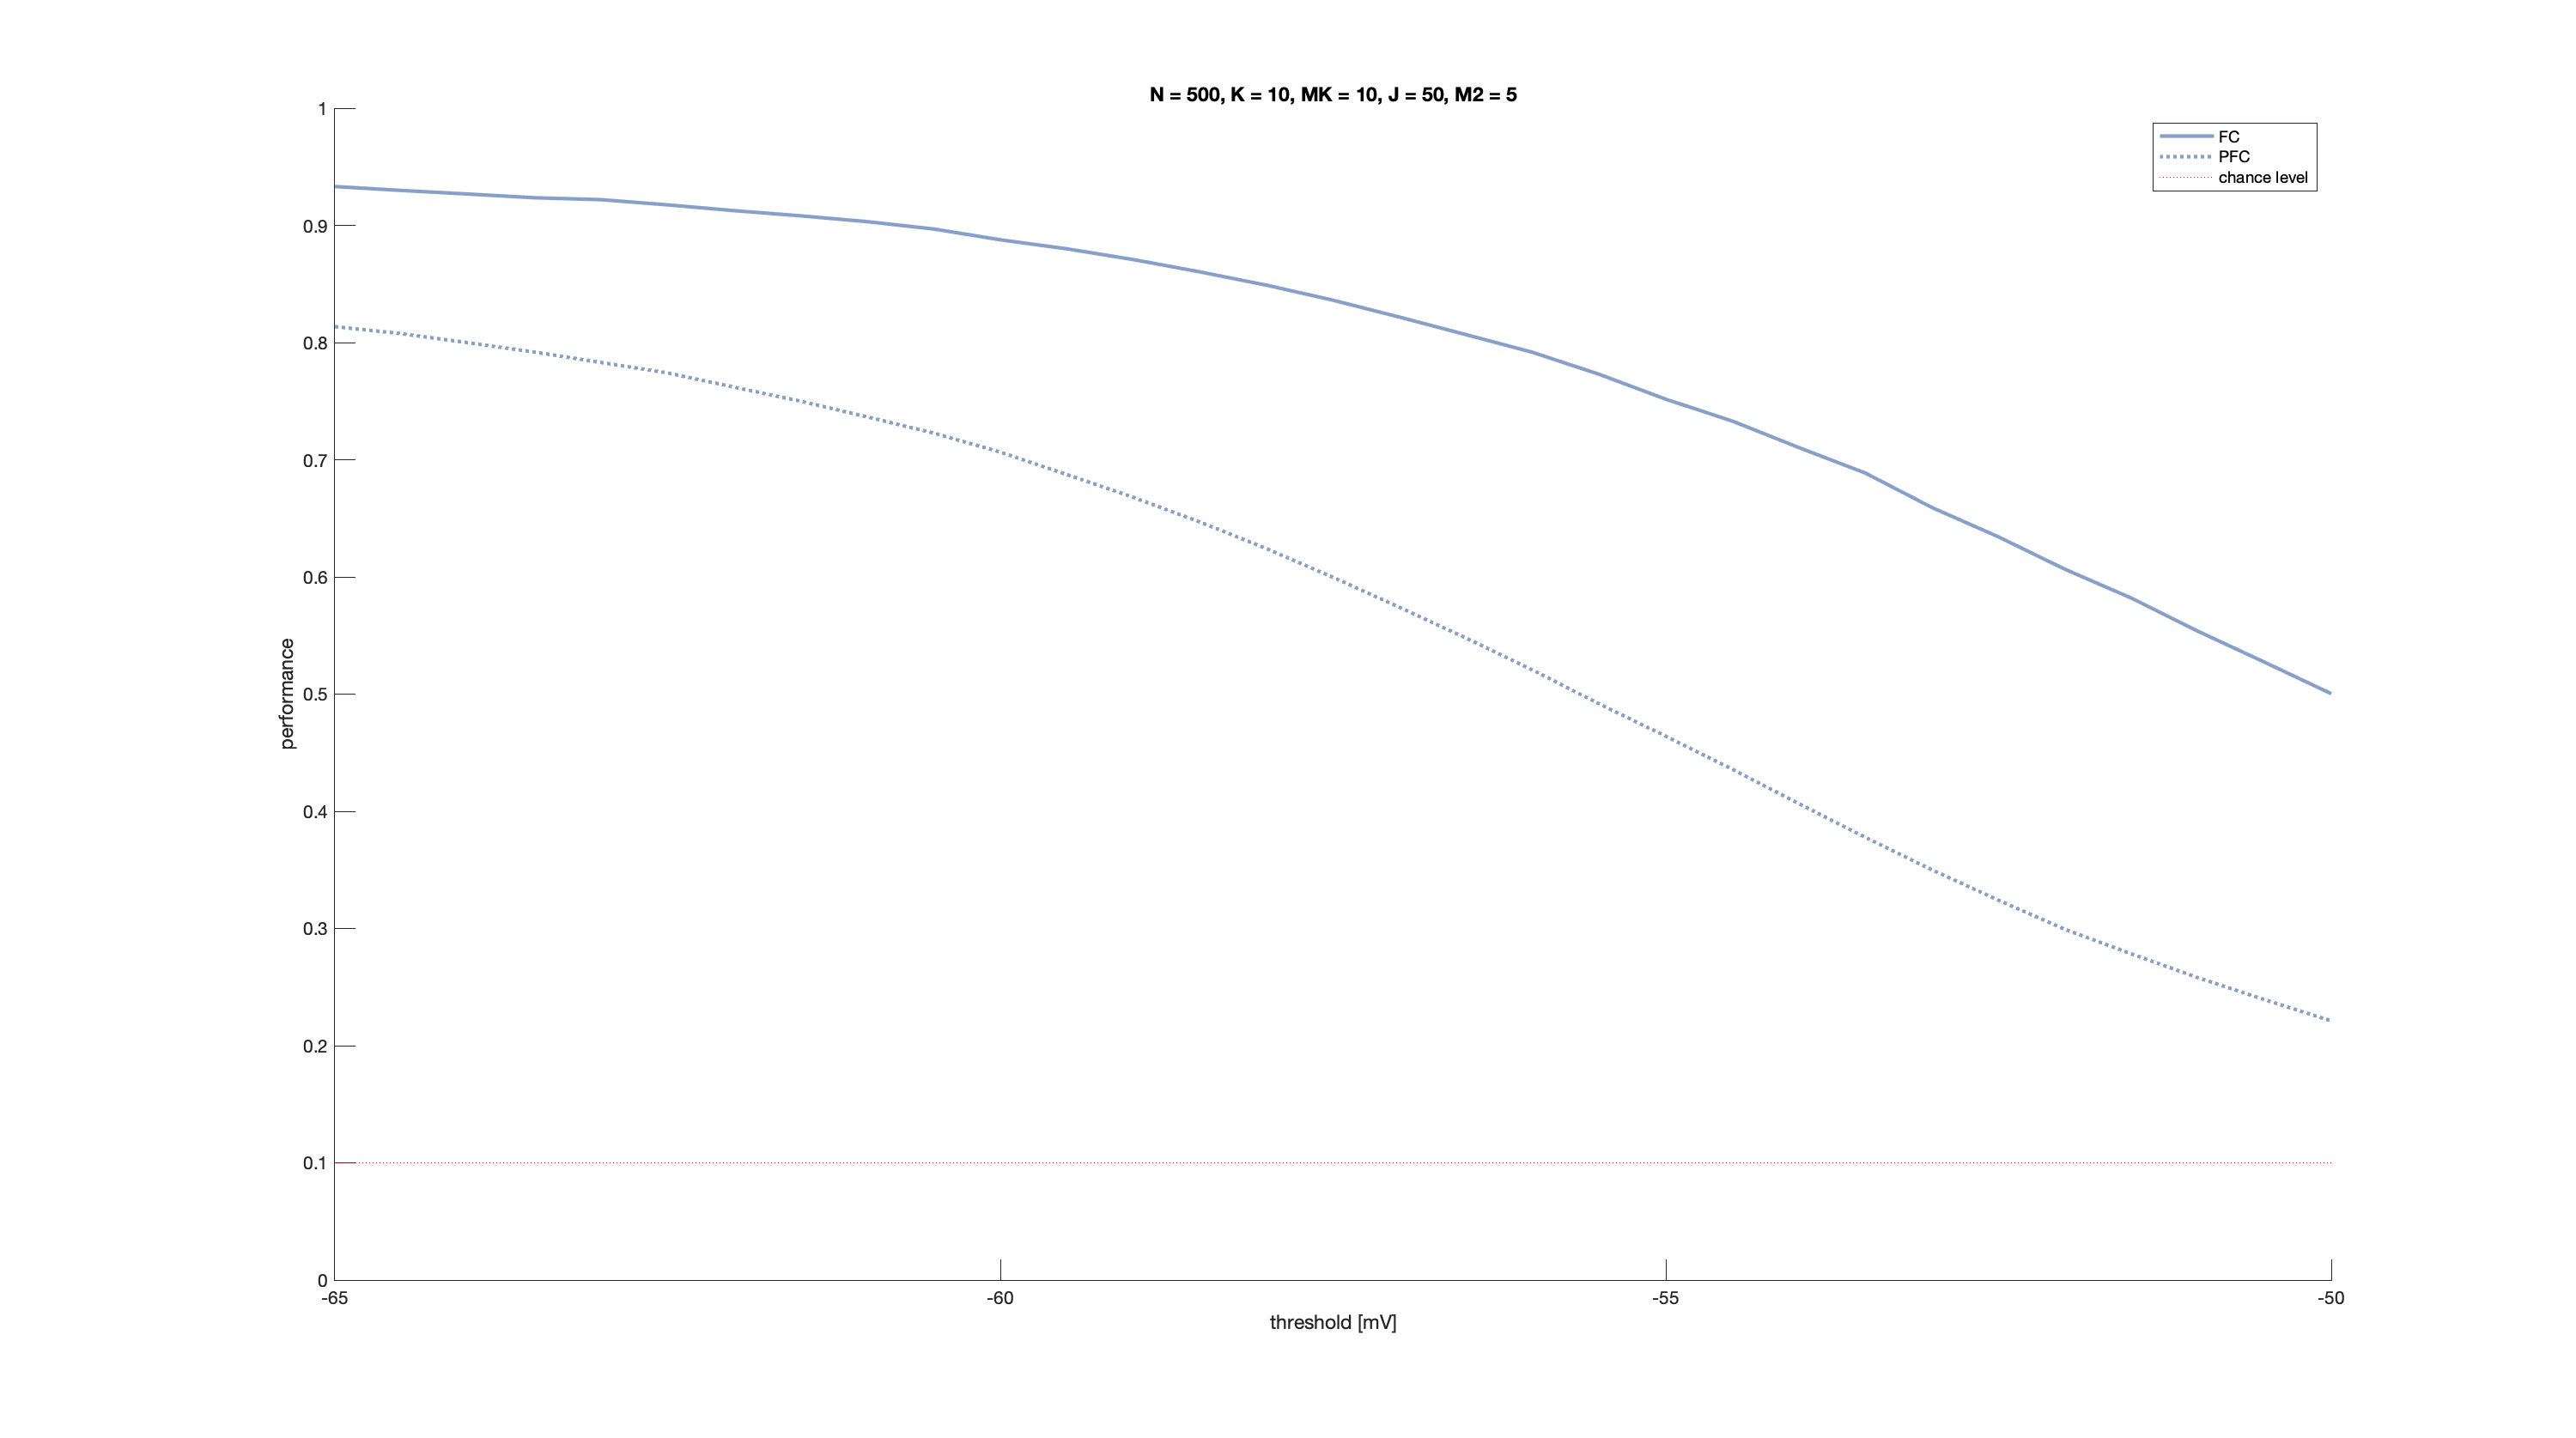 N = 500, K = 10, MK = 10, J = 50, M2 = 5
FC
PFC
chance level
1
0.9
0.8
0.7
0.6
0.5
0.4
0.3
0.2
0.1
0
performance
-65
-60
-55
-50
threshold [mV]